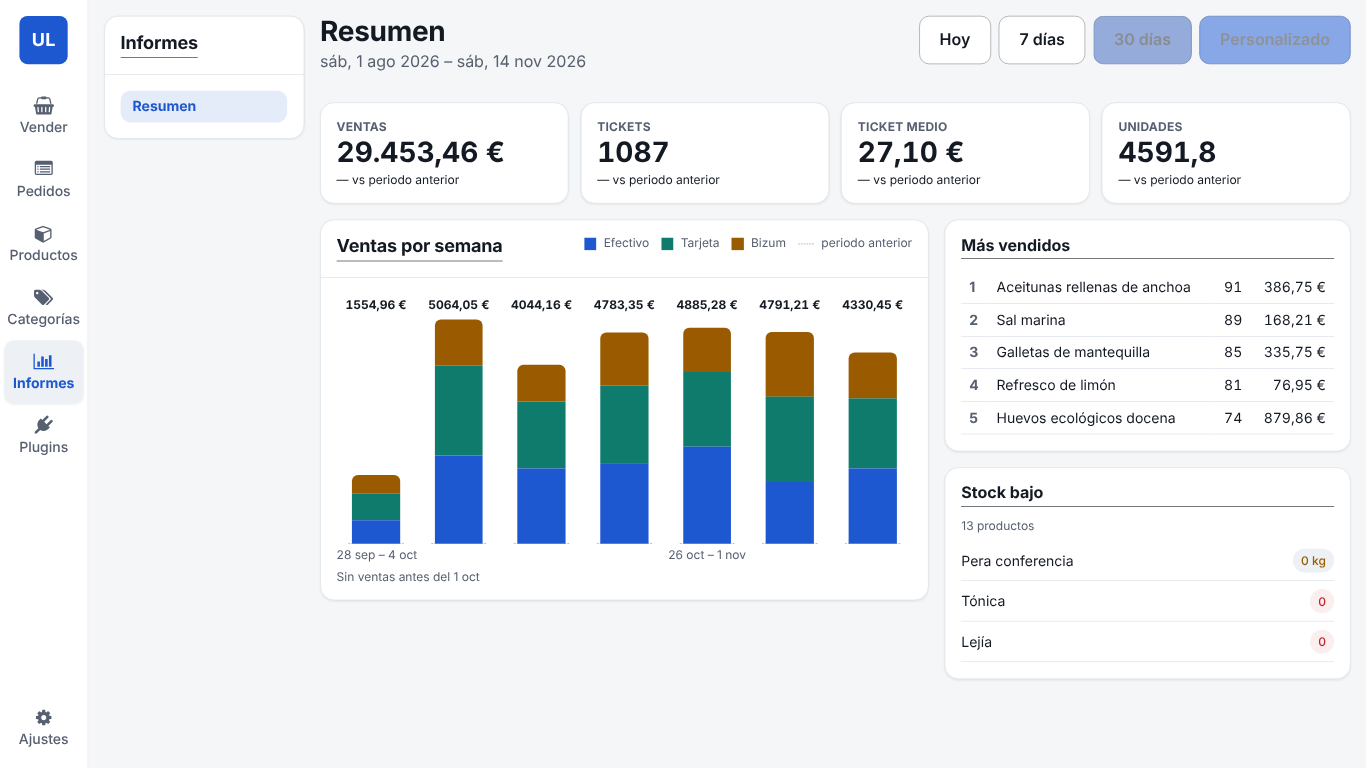 UL
Vender
Pedidos
Productos
Categorías
Informes
Plugins
Ajustes
Informes
Resumen
Resumen
sáb, 1 ago 2026 – sáb, 14 nov 2026
Hoy
7 días
30 días
Personalizado
VENTAS
29.453,46 €
— vs periodo anterior
TICKETS
1087
— vs periodo anterior
TICKET MEDIO
27,10 €
— vs periodo anterior
UNIDADES
4591,8
— vs periodo anterior
Ventas por semana
Efectivo Tarjeta Bizum periodo anterior
1554,96 € 5064,05 € 4044,16 € 4783,35 € 4885,28 € 4791,21 € 4330,45 €
28 sep – 4 oct 26 oct – 1 nov
Sin ventas antes del 1 oct
Más vendidos
1 Aceitunas rellenas de anchoa 91 386,75 €
2 Sal marina 89 168,21 €
3 Galletas de mantequilla 85 335,75 €
4 Refresco de limón 81 76,95 €
5 Huevos ecológicos docena 74 879,86 €
Stock bajo
13 productos
Pera conferencia 0 kg
Tónica 0
Lejía 0